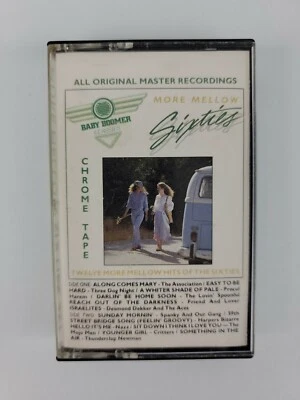 ALL ORIGINAL MASTER RECORDINGS
BABY BOOMER
CLASSICS
MORE MELLOW
Sixties
CHROME TAPE
TWELVE MORE MELLOW HITS OF THE SIXTIES
SIDE ONE ALONG COMES MARY - The Association / EASY TO BE
HARD - Three Dog Night / A WHITER SHADE OF PALE - Procul
Harum / DARLIN' BE HOME SOON - The Lovin' Spoonful
REACH OUT OF THE DARKNESS - Friend And Lover
ISRAELITES - Desmond Dekker And The Aces
SIDE TWO SUNDAY MORNIN' - Spanky And Our Gang / 59th
STREET BRIDGE SONG (FEELIN' GROOVY) - Harpers Bizarre
HELLO IT'S ME - Nazz / SIT DOWN I THINK I LOVE YOU - The
Mojo Men / YOUNGER GIRL - Critters / SOMETHING IN THE
AIR - Thunderclap Newman